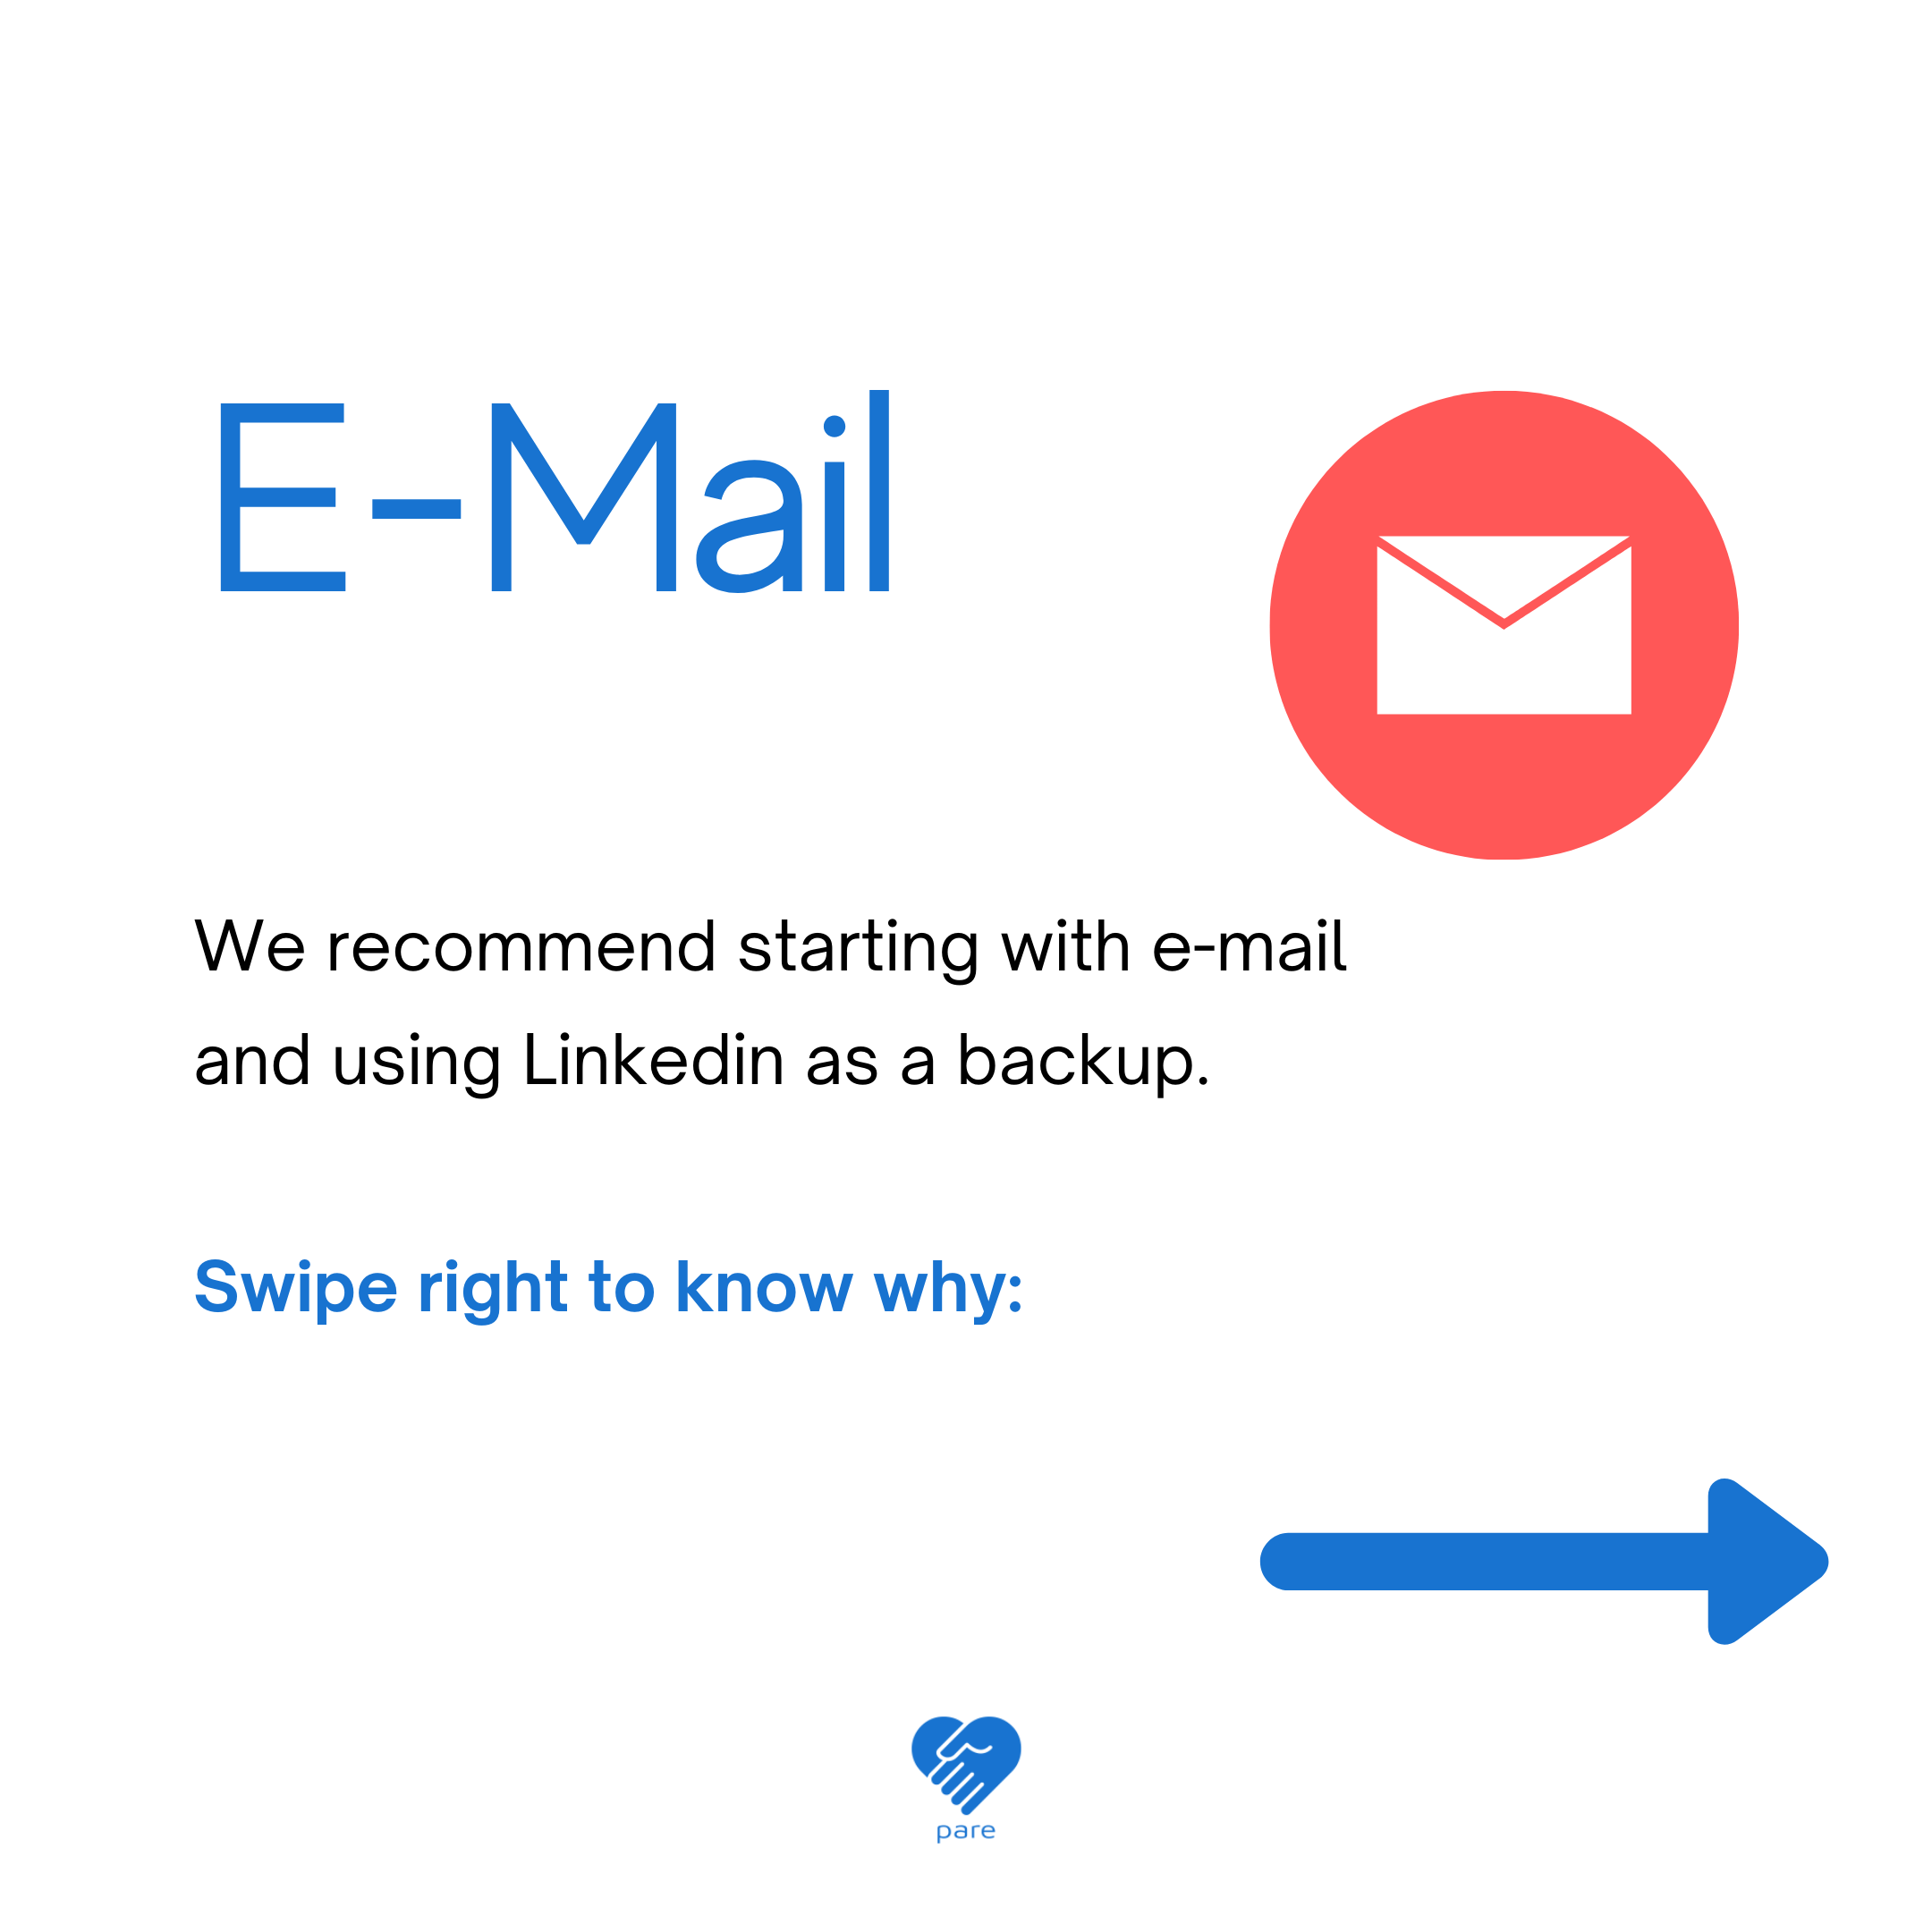 E-Mail
We recommend starting with e-mail
and using Linkedin as a backup.
Swipe right to know why:
pare